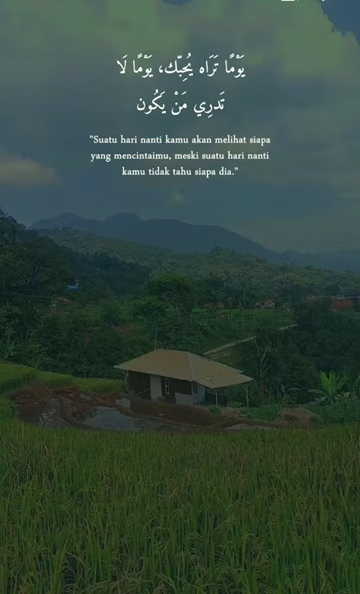 يَوْمًا تَرَاه يُحِبّك، يَوْمًا لَا
تَدرِي مَنْ يَكُون
"Suatu hari nanti kamu akan melihat siapa
yang mencintaimu, meski suatu hari nanti
kamu tidak tahu siapa dia."